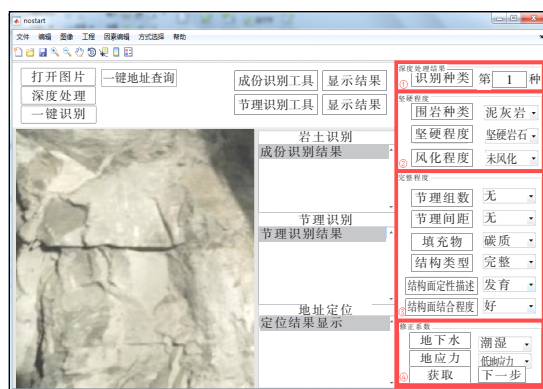 nostart
文件 编辑 图像 工程 因素编辑 方式选择 帮助
打开图片 一键地址查询
深度处理
一键识别
成份识别工具 显示结果
节理识别工具 显示结果
岩土识别
成份识别结果
节理识别
节理识别结果
地址定位
定位结果显示
深度处理结果
① 识别种类 第 1 种
坚硬程度
围岩种类 泥灰岩
坚硬程度 坚硬岩石
② 风化程度 未风化
完整程度
节理组数 无
节理间距 无
填充物 碳质
结构类型 完整
结构面定性描述 发育
③ 结构面结合程度 好
修正系数
地下水 潮湿
地应力 低地应力
④ 获取 下一步